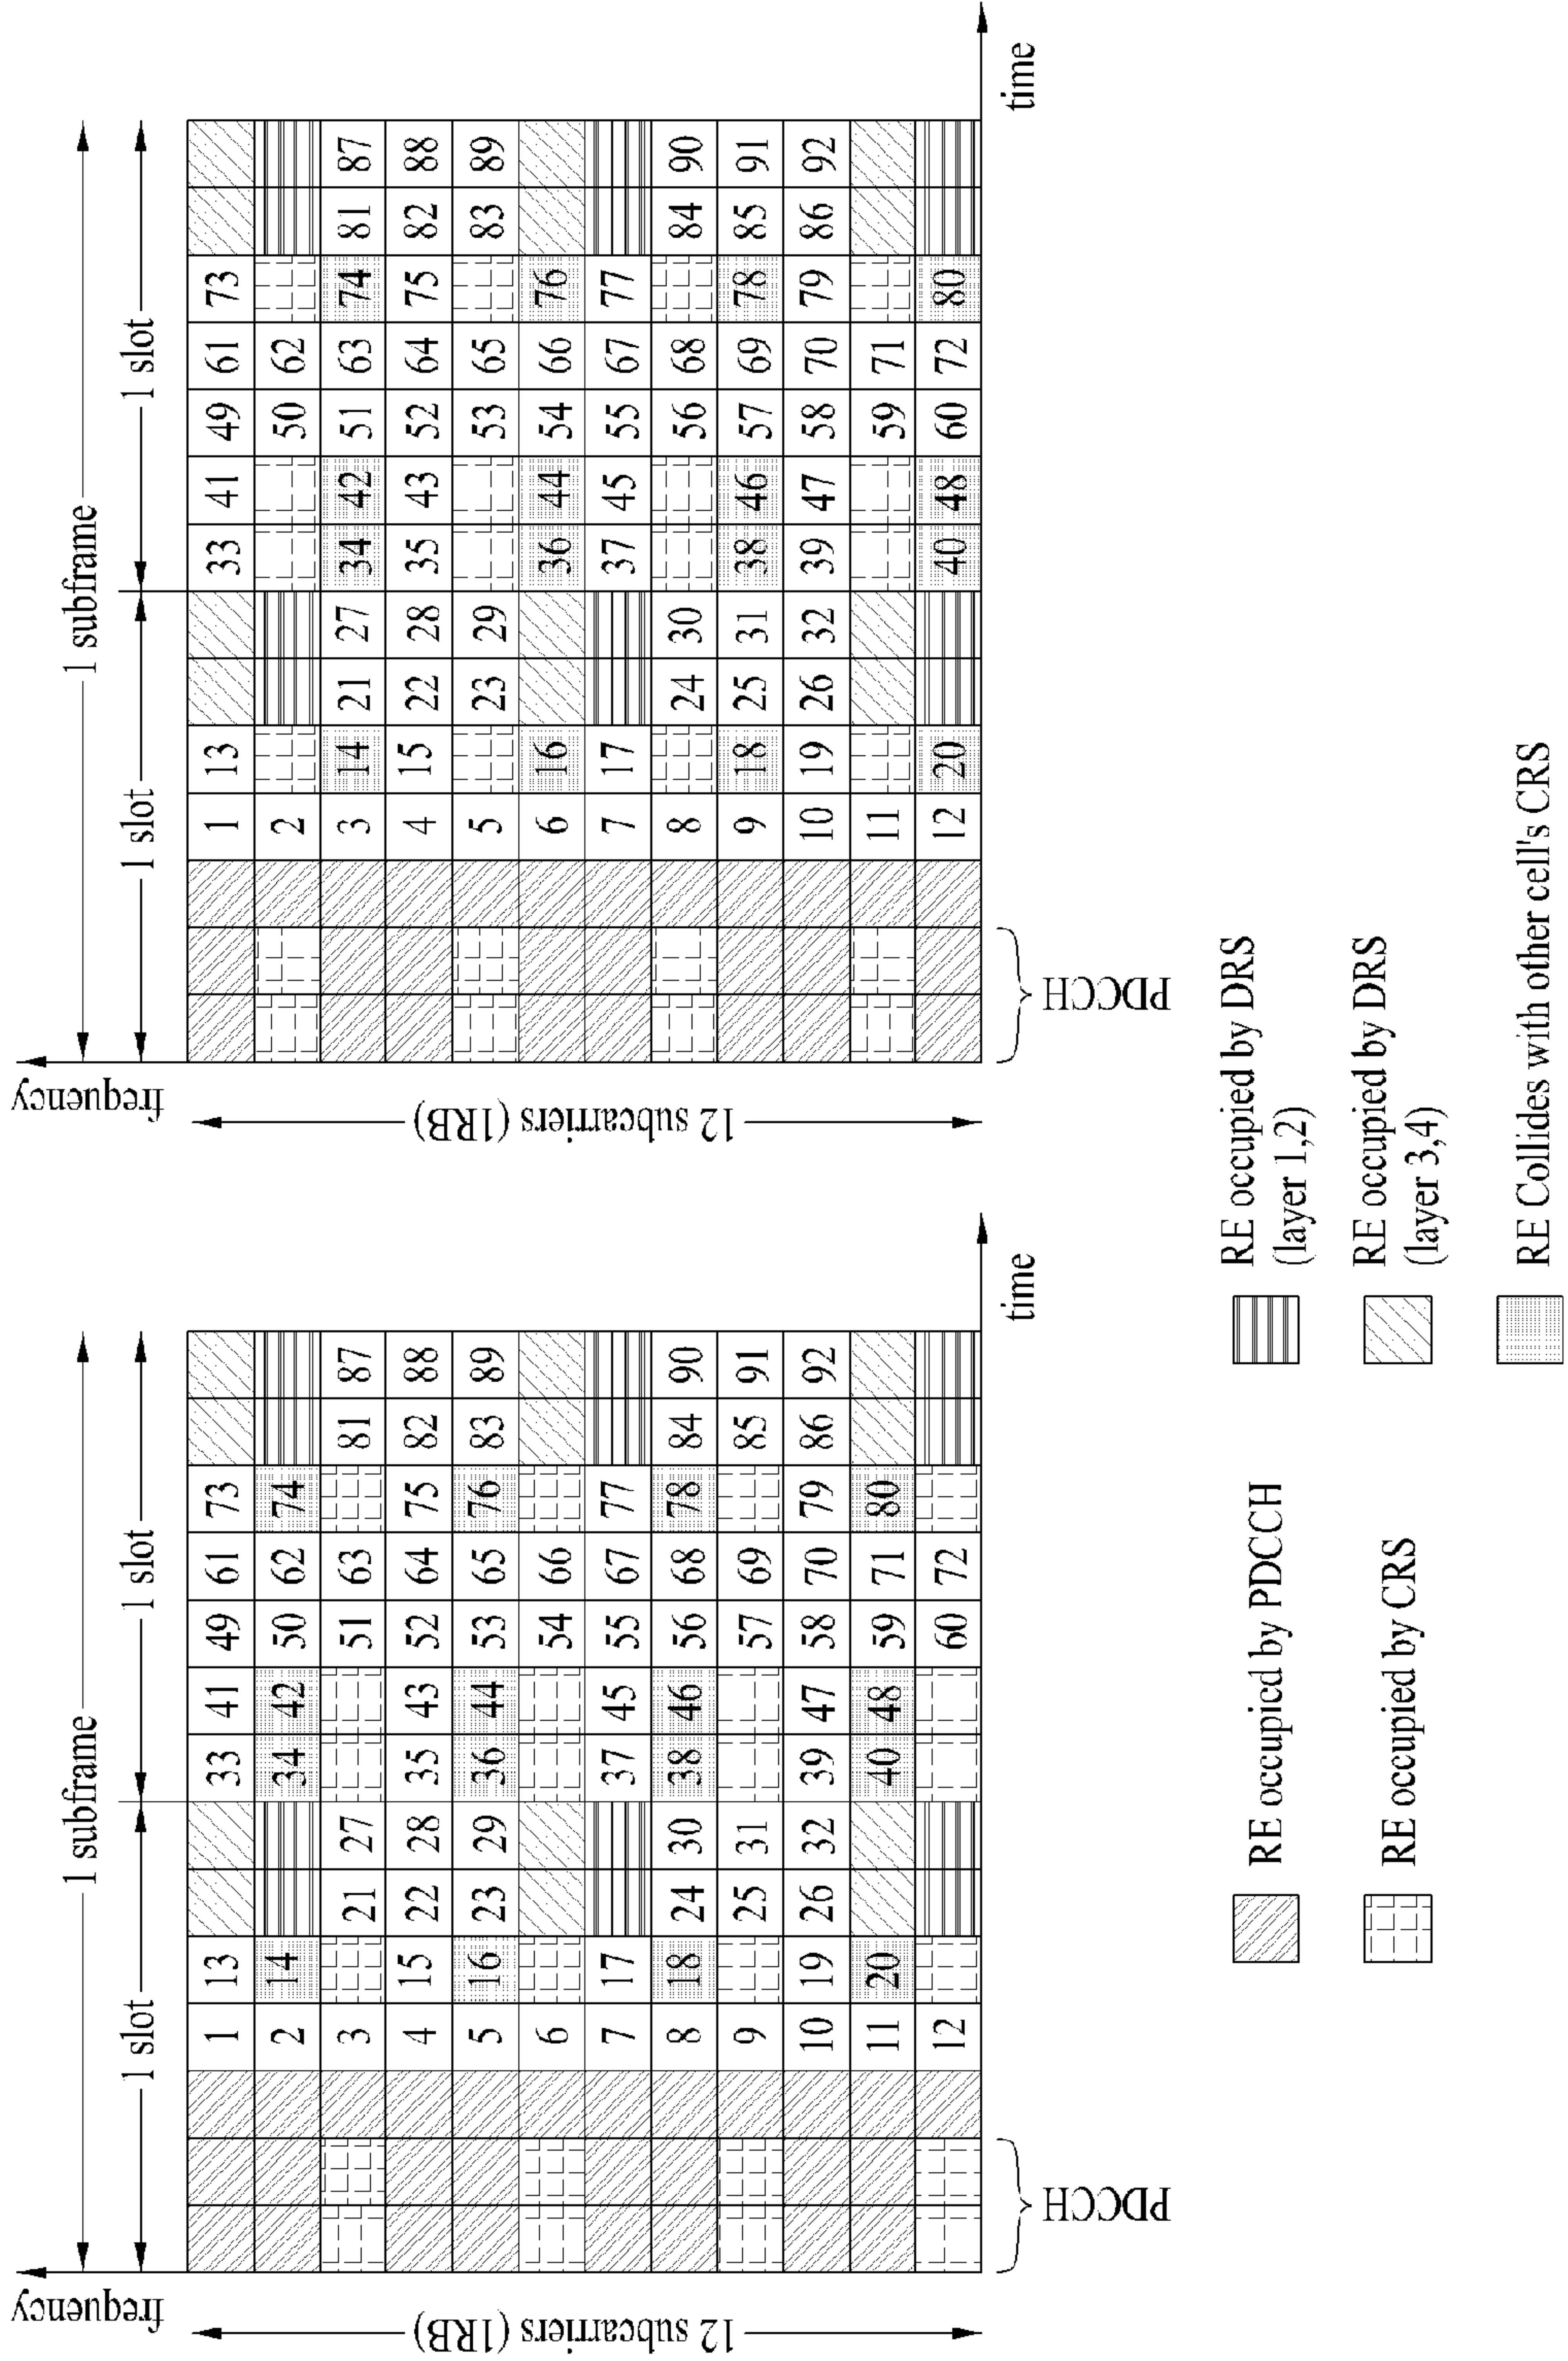 frequency
1 subframe
1 slot
1 slot
12 subcarriers (1RB)
1 13 33 41 49 61 73
2 14 34 42 50 62 74
3 21 27 51 63 81 87
4 15 22 28 35 43 52 64 75 82 88
5 16 23 29 36 44 53 65 76 83 89
6 54 66
7 17 37 45 55 67 77
8 18 24 30 38 46 56 68 78 84 90
9 25 31 57 69 85 91
10 19 26 32 39 47 58 70 79 86 92
11 20 40 48 59 71 80
12 60 72
time
PDCCH
frequency
1 subframe
1 slot
1 slot
12 subcarriers (1RB)
1 13 33 41 49 61 73
2 50 62
3 14 21 27 34 42 51 63 74 81 87
4 15 22 28 35 43 52 64 75 82 88
5 23 29 53 65 83 89
6 16 36 44 54 66 76
7 17 37 45 55 67 77
8 24 30 56 68 84 90
9 18 25 31 38 46 57 69 78 85 91
10 19 26 32 39 47 58 70 79 86 92
11 59 71
12 20 40 48 60 72 80
time
PDCCH
RE occupied by PDCCH
RE occupied by CRS
RE occupied by DRS
(layer 1,2)
RE occupied by DRS
(layer 3,4)
RE Collides with other cell's CRS